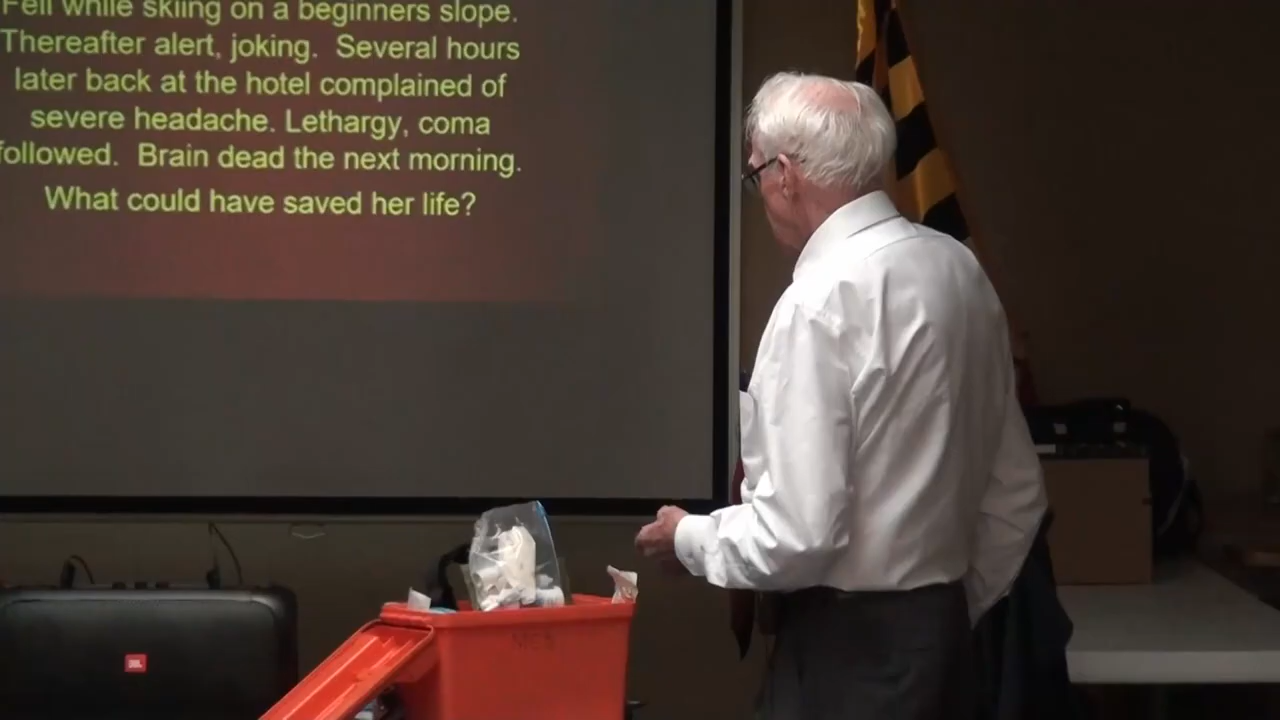 Fell while skiing on a beginners slope.
Thereafter alert, joking. Several hours
later back at the hotel complained of
severe headache. Lethargy, coma
followed. Brain dead the next morning.
What could have saved her life?
JBL